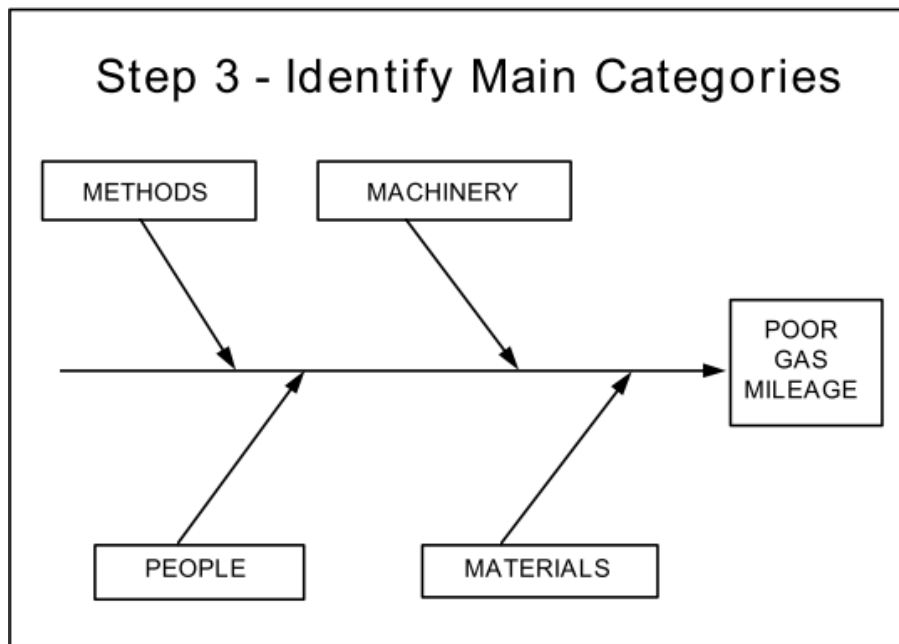 Step 3 - Identify Main Categories
METHODS
MACHINERY
POOR
GAS
MILEAGE
PEOPLE
MATERIALS